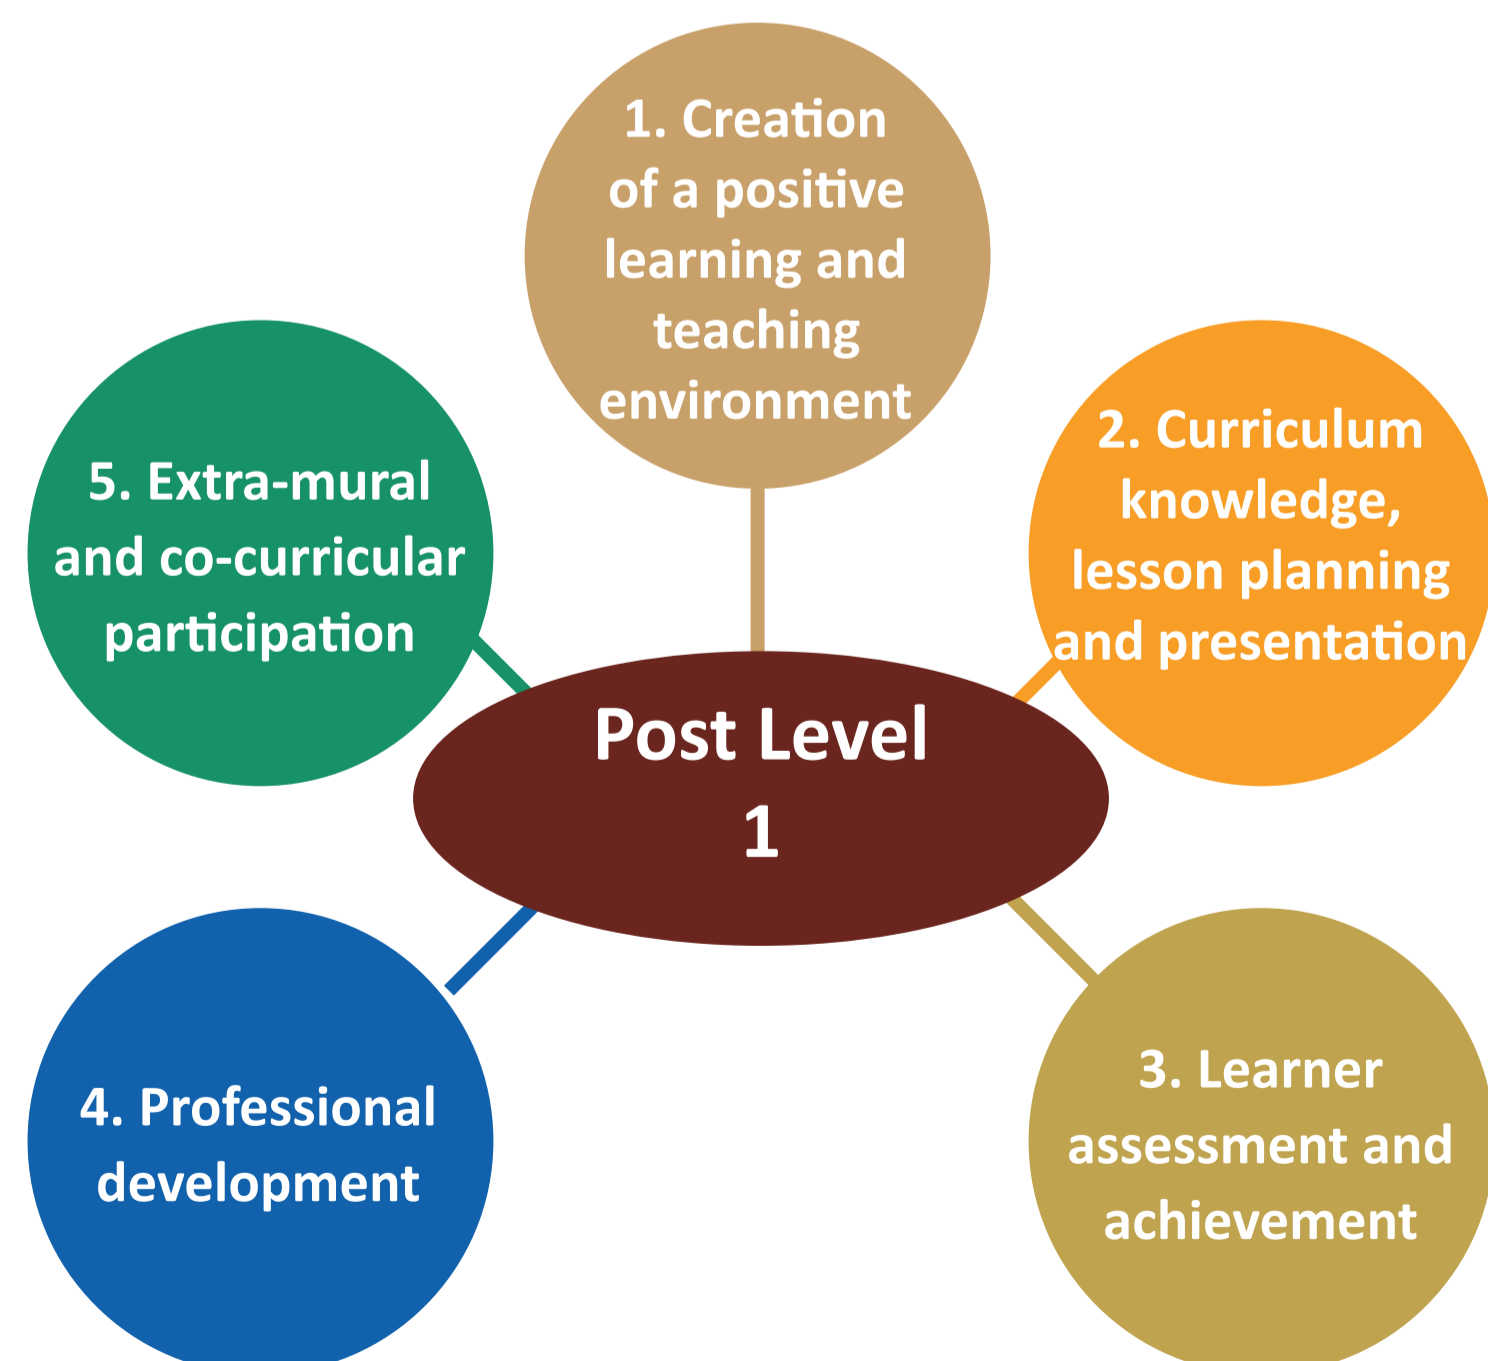 1. Creation
of a positive
learning and
teaching
environment
2. Curriculum
knowledge,
lesson planning
and presentation
5. Extra-mural
and co-curricular
participation
Post Level
1
3. Learner
assessment and
achievement
4. Professional
development